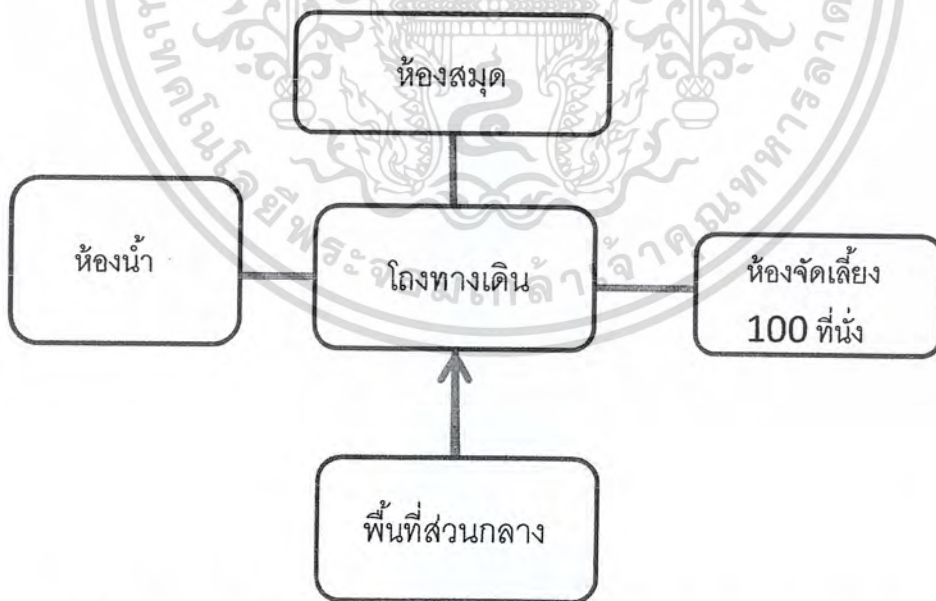 ห้องสมุด
ห้องน้ำ
โถงทางเดิน
ห้องจัดเลี้ยง
100 ที่นั่ง
พื้นที่ส่วนกลาง